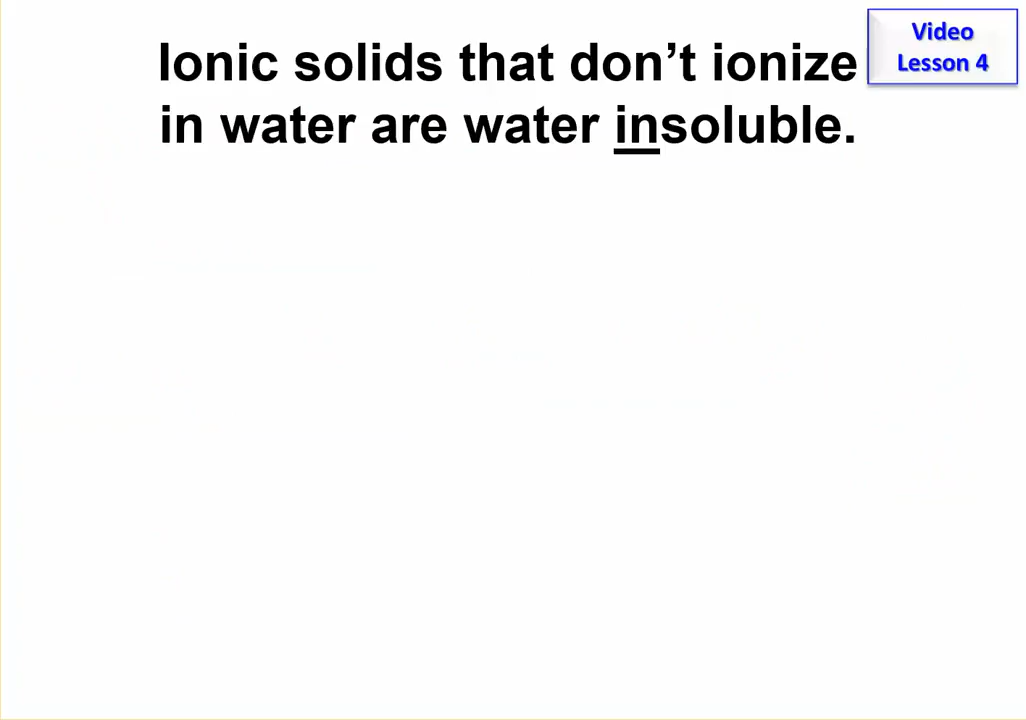 Ionic solids that don’t ionize
in water are water insoluble.
Video
Lesson 4